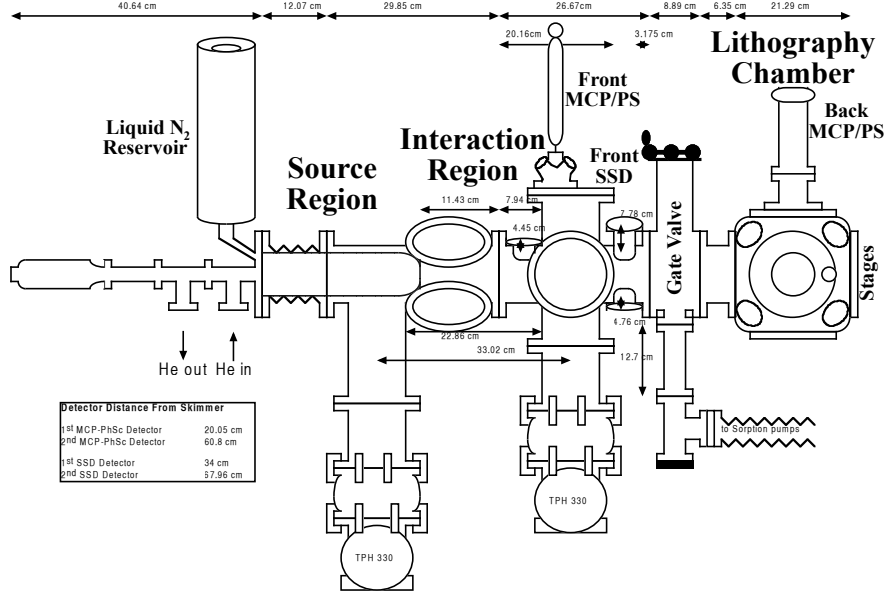 40.64 cm 12.07 cm 29.85 cm 26.67 cm 8.89 cm 6.35 cm 21.29 cm
20.16cm 3.175 cm
Lithography
Chamber
Front
MCP/PS
Back
MCP/PS
Liquid N2
Reservoir
Interaction
Region
Front
SSD
Source
Region
11.43 cm 7.94 cm
4.45 cm
7.78 cm
Gate Valve
Stages
4.76 cm
22.86 cm
33.02 cm
12.7 cm
He out He in
Detector Distance From Skimmer
1st MCP-PhSc Detector 20.05 cm
2nd MCP-PhSc Detector 60.8 cm
1st SSD Detector 34 cm
2nd SSD Detector 67.96 cm
to Sorption pumps
TPH 330
TPH 330